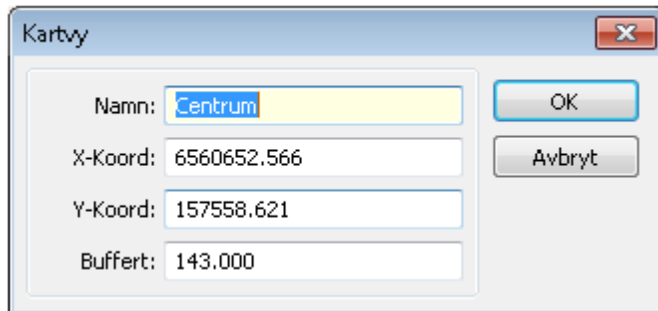 Kartvy
Namn: Centrum
OK
X-Koord: 6560652.566
Avbryt
Y-Koord: 157558.621
Buffert: 143.000